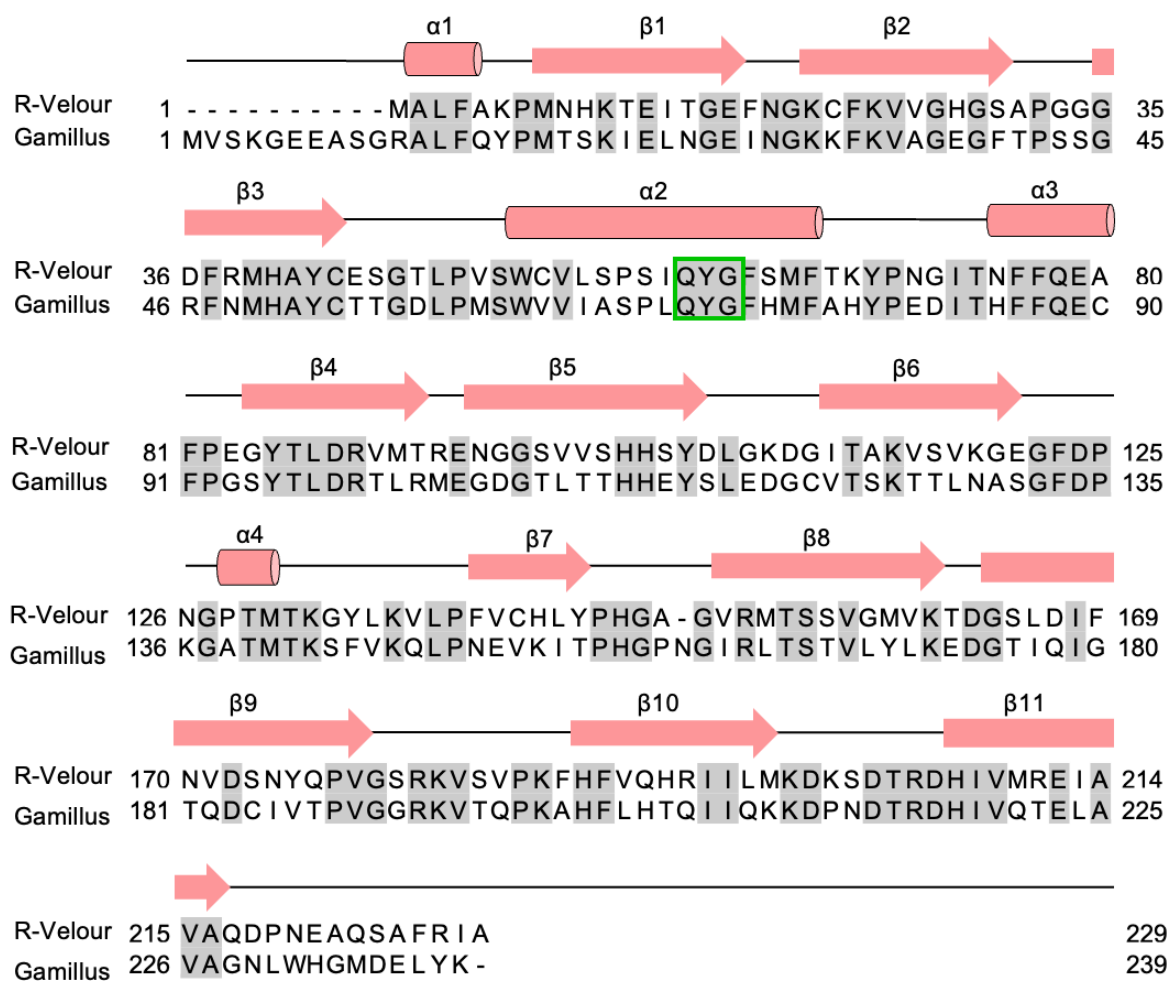 α1 β1 β2
R-Velour 1 ----------MALFAKPMNHKTEITGEFNGKCFKVVGHGSAPGGG 35
Gamillus 1 MVSKGEEASGRALFQYPMTSKIELNGEINGKKFKVAGEGFTPSSG 45
β3 α2 α3
R-Velour 36 DFRMHAYCESGTLPVSWCVLSPSIQYGFSMFTKYPNGITNFFQEA 80
Gamillus 46 RFNMHAYCTTGDLPMSWVVIASPLQYGFHMFAHYPEDITHFFQEC 90
β4 β5 β6
R-Velour 81 FPEGYTLDRVMTRENGGSVVSHHSYDLGKDGITAKVSVKGEGFDP 125
Gamillus 91 FPGSYTLDRTLRMEGDGTLTTHHEYSLEDGCVTSKTTLNASGFDP 135
α4 β7 β8
R-Velour 126 NGPTMTKGYLKVLPFVCHLYPHGA-GVRMTSSVGMVKTDGSLDIF 169
Gamillus 136 KGATMTKSFVKQLPNEVKITPHGPNGIRLTSTVLYLKEDGTIQIG 180
β9 β10 β11
R-Velour 170 NVDSNYQPVGSRKVSVPKFHFVQHRIILMKDKSDTRDHIVMREIA 214
Gamillus 181 TQDCIVTPVGGRKVTQPKAHFLHTQIIQKKDPNDTRDHIVQTELA 225
R-Velour 215 VAQDPNEAQSAFRIA 229
Gamillus 226 VAGNLWHGMDELYK- 239